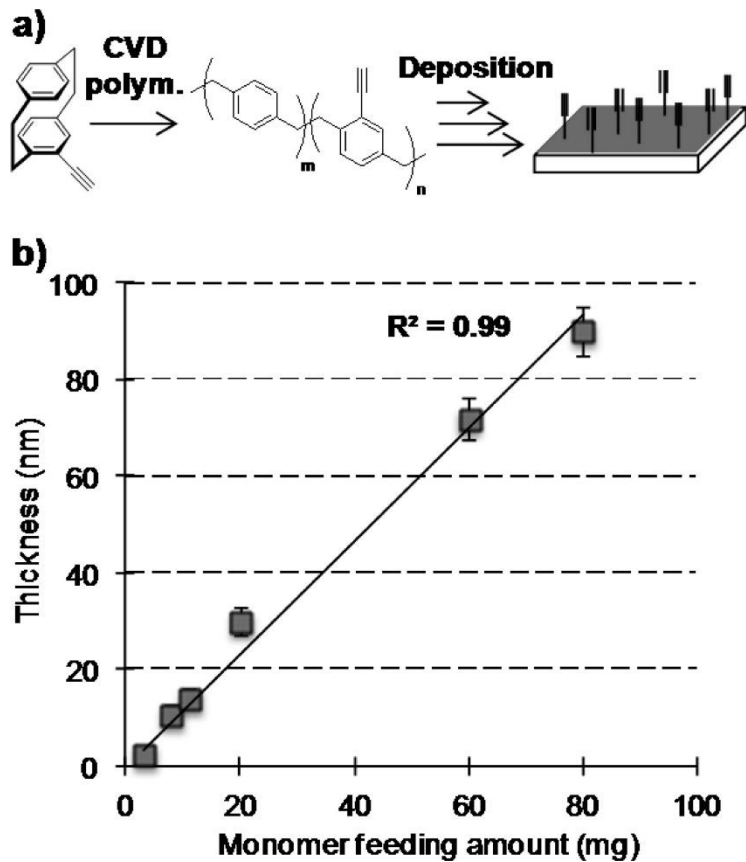 a)
CVD
polym.
m
n
Deposition
b)
100
80
60
40
20
0
R² = 0.99
Thickness (nm)
0 20 40 60 80 100
Monomer feeding amount (mg)